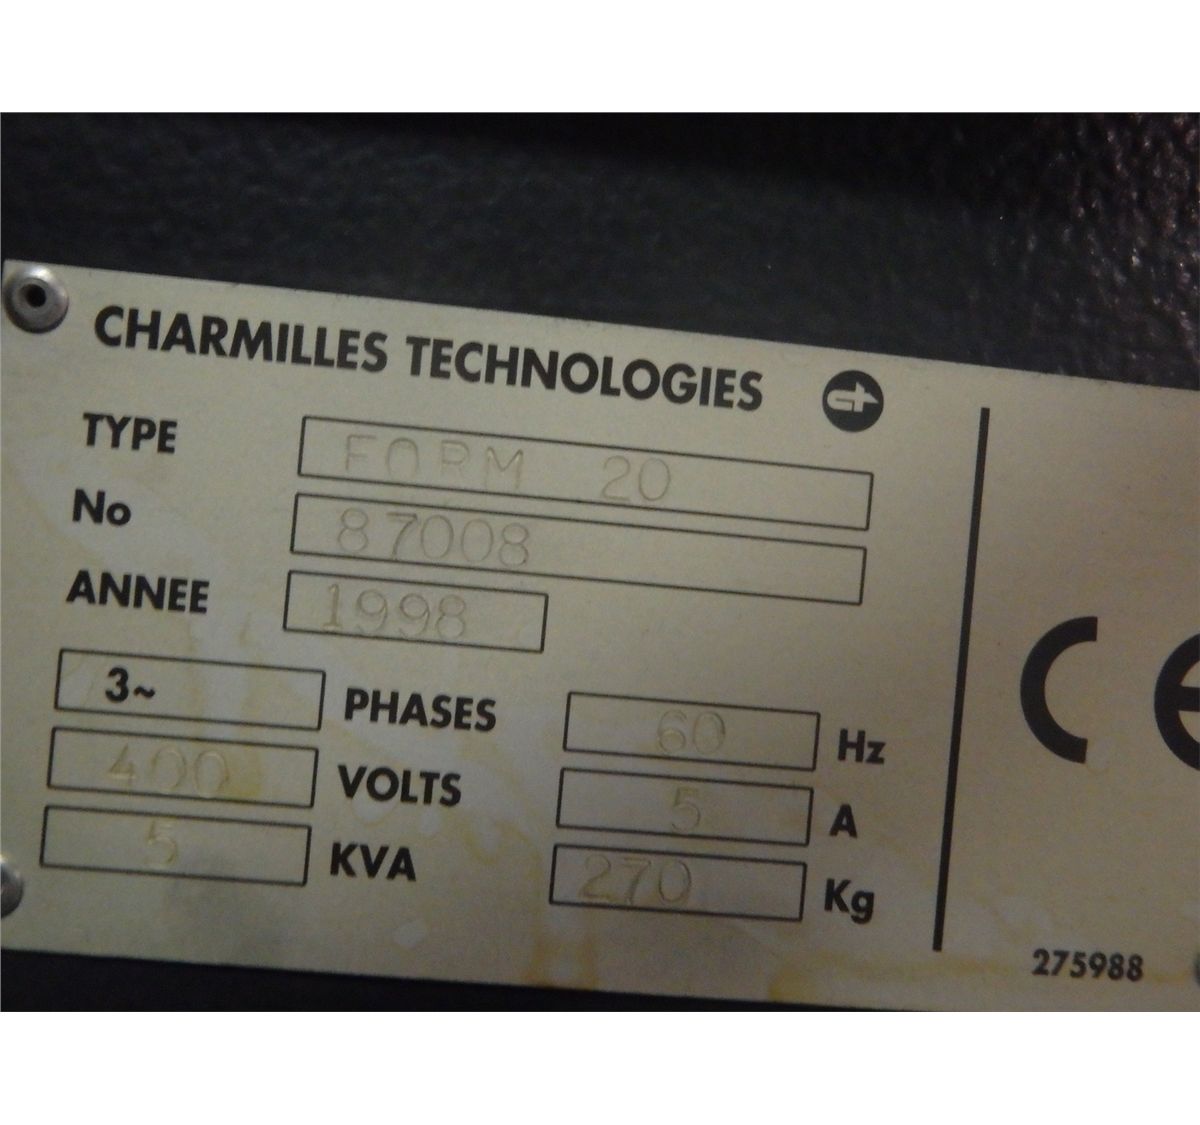 CHARMILLES TECHNOLOGIES
TYPE FORM 20
No 87008
ANNEE 1998
3~ PHASES 60 Hz
400 VOLTS 5 A
5 KVA 270 Kg
CE
275988